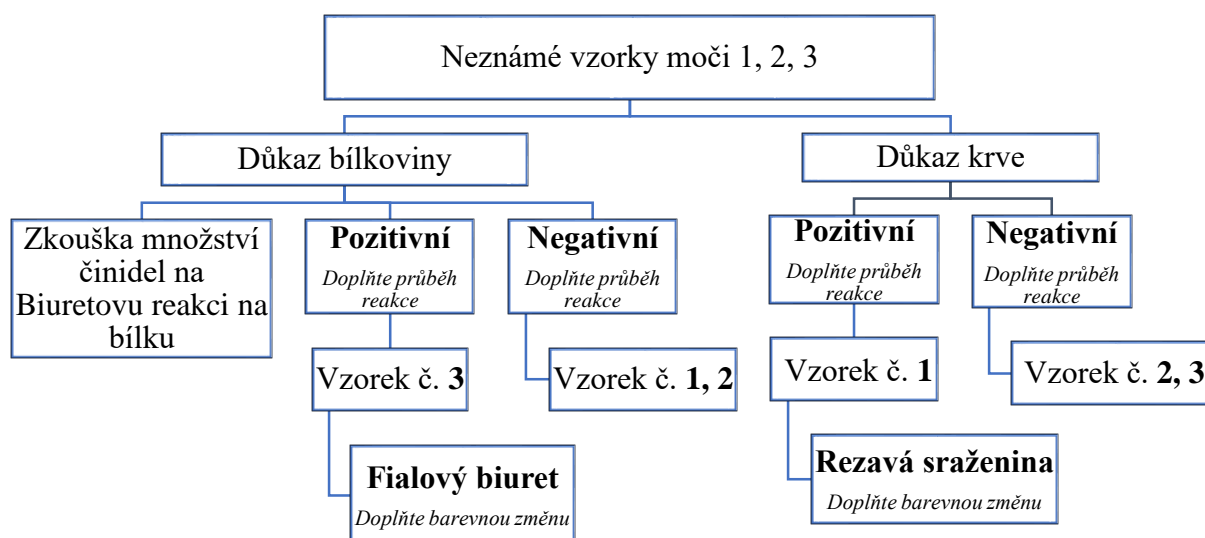 Neznámé vzorky moči 1, 2, 3
Důkaz bílkoviny
Důkaz krve
Zkouška množství
činidel na
Biuretovu reakci na
bílku
Pozitivní
Doplňte průběh
reakce
Negativní
Doplňte průběh
reakce
Pozitivní
Doplňte průběh
reakce
Negativní
Doplňte průběh
reakce
Vzorek č. 3
Vzorek č. 1, 2
Vzorek č. 1
Vzorek č. 2, 3
Fialový biuret
Doplňte barevnou změnu
Rezavá sraženina
Doplňte barevnou změnu